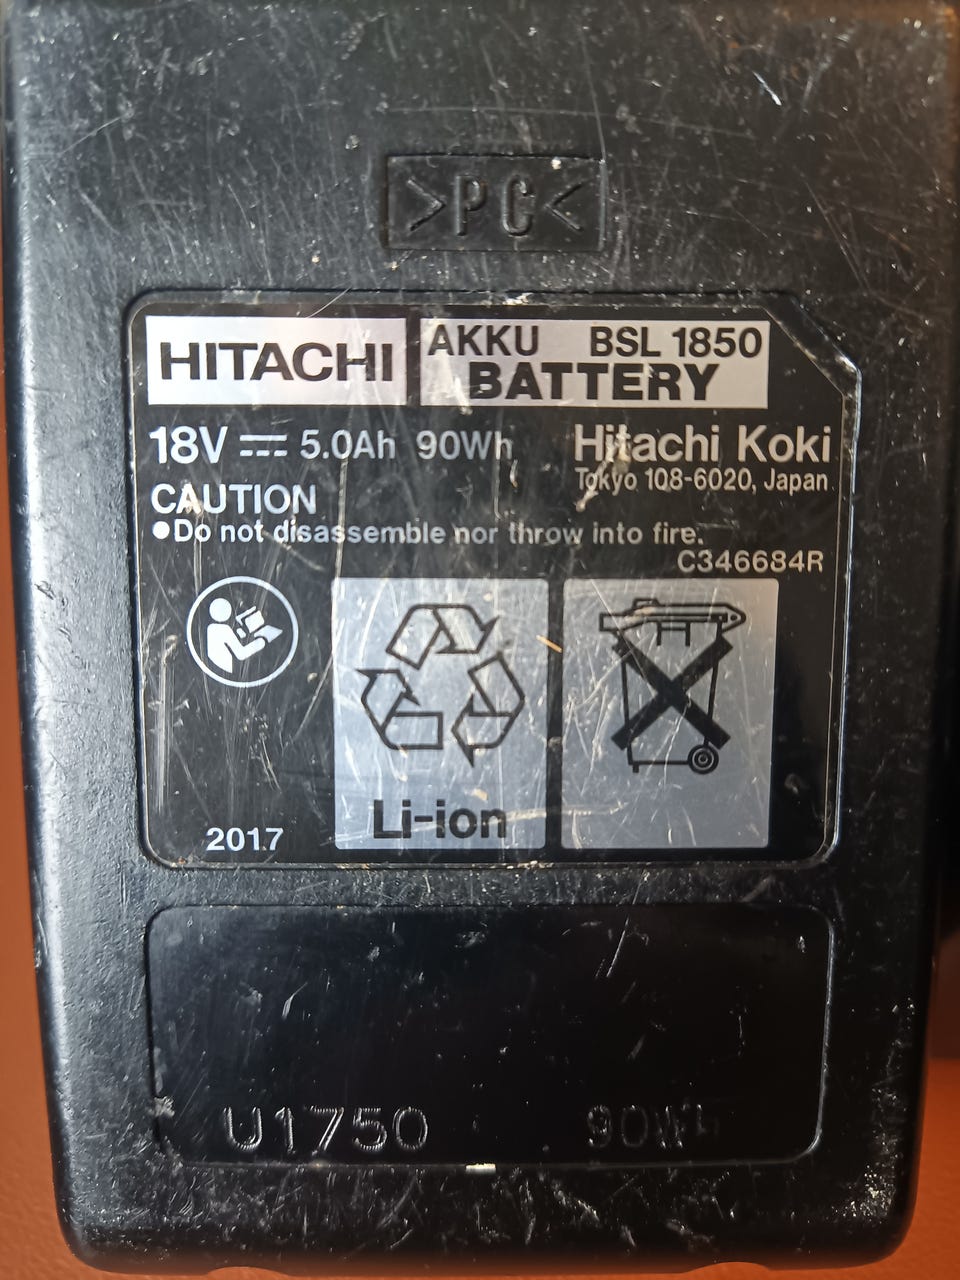 >PC<
HITACHI
AKKU BSL 1850
BATTERY
18V 5.0Ah 90Wh
Hitachi Koki
Tokyo 108-6020, Japan
CAUTION
●Do not disassemble nor throw into fire.
C346684R
Li-ion
2017
U1750 90Wh